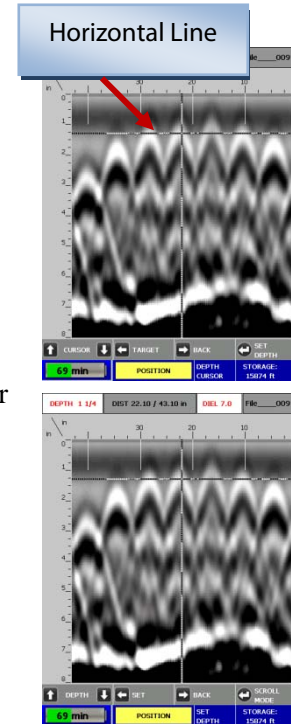 Horizontal Line
le___009
in
30 20 10
0
1
2
3
4
5
6
7
CURSOR TARGET BACK SET DEPTH
69 min POSITION DEPTH CURSOR STORAGE: 15874 ft
r
DEPTH 1 1/4 DIST 22.10 / 43.10 in DIEL 7.0 File___009
in
30 20 10
0
1
2
3
4
5
6
7
DEPTH SET BACK SCROLL MODE
69 min POSITION SET DEPTH STORAGE: 15874 ft